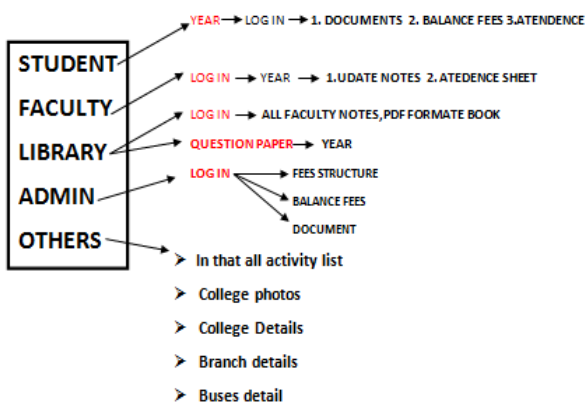 YEAR LOG IN 1. DOCUMENTS 2. BALANCE FEES 3.ATENDENCE
STUDENT
LOG IN YEAR 1.UDATE NOTES 2. ATEDENCE SHEET
FACULTY
LOG IN ALL FACULTY NOTES,PDF FORMATE BOOK
LIBRARY
QUESTION PAPER YEAR
LOG IN FEES STRUCTURE
ADMIN
BALANCE FEES
DOCUMENT
OTHERS
In that all activity list
College photos
College Details
Branch details
Buses detail